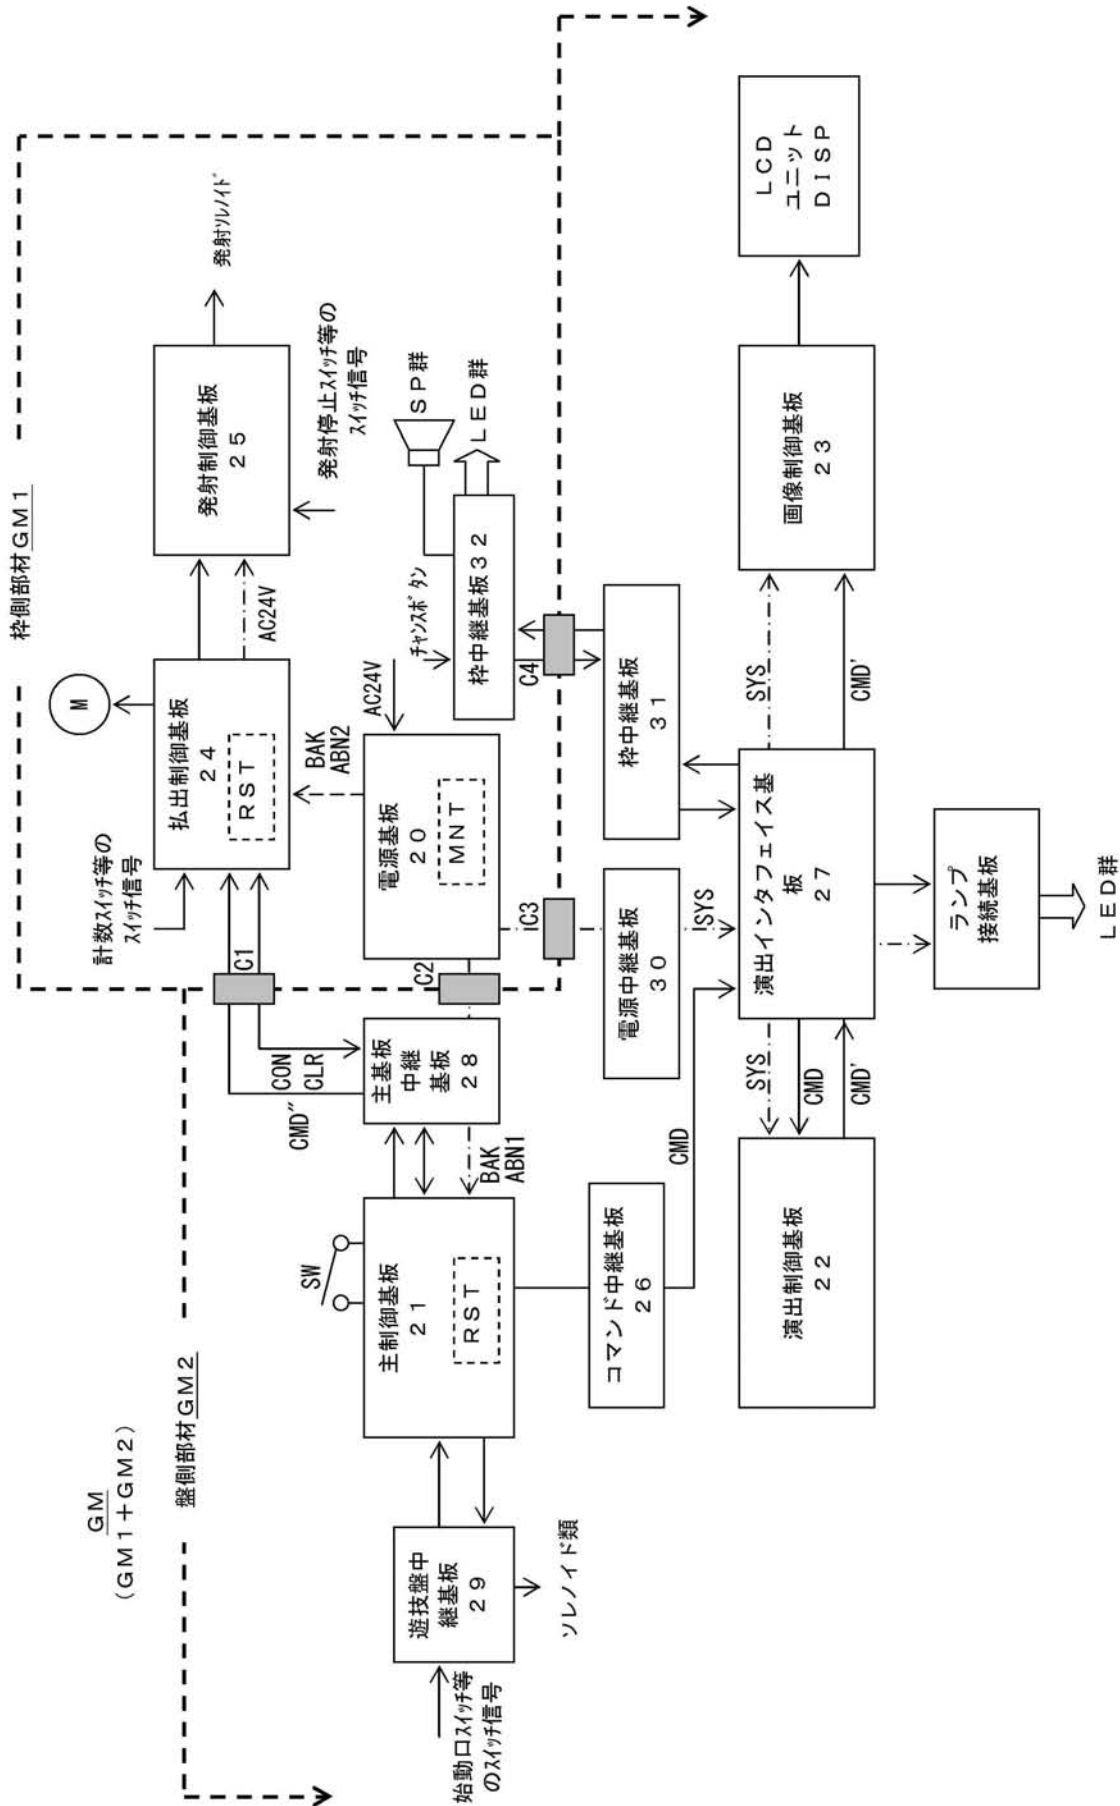 GM
(GM1+GM2)
枠側部材GM1
盤側部材GM2
計数スイッチ等の
スイッチ信号
M
払出制御基板
24
RST
AC24V
発射制御基板
25
発射ソレノイド
発射停止スイッチ等の
スイッチ信号
C1
CMD″
CON
CLR
BAK
ABN2
AC24V
電源基板
20
MNT
C2
C3
チャンスボタン
SP群
枠中継基板32
LED群
C4
SW
主制御基板
21
RST
主基板
中継
基板
28
BAK
ABN1
始動口スイッチ等
のスイッチ信号
遊技盤中
継基板
29
ソレノイド類
コマンド中継基板
26
CMD
電源中継基板
30
SYS
枠中継基板
31
演出制御基板
22
SYS
CMD
CMD'
演出インタフェイス基
板
27
SYS
CMD'
画像制御基板
23
LCD
ユニット
DISP
ランプ
接続基板
LED群